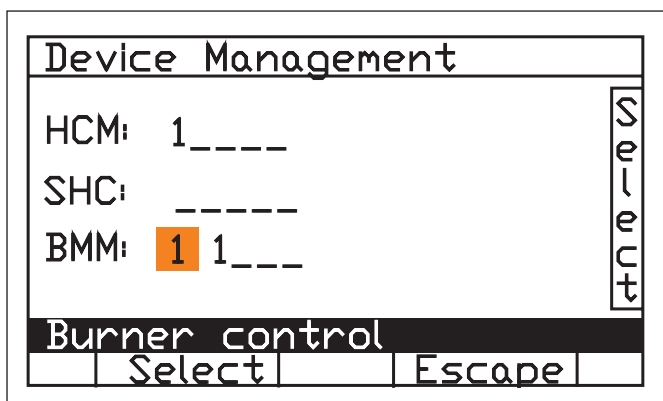 Device Management
HCM: 1____
SHC: _____
BMM: 1 1___
Select
Burner control
Select Escape